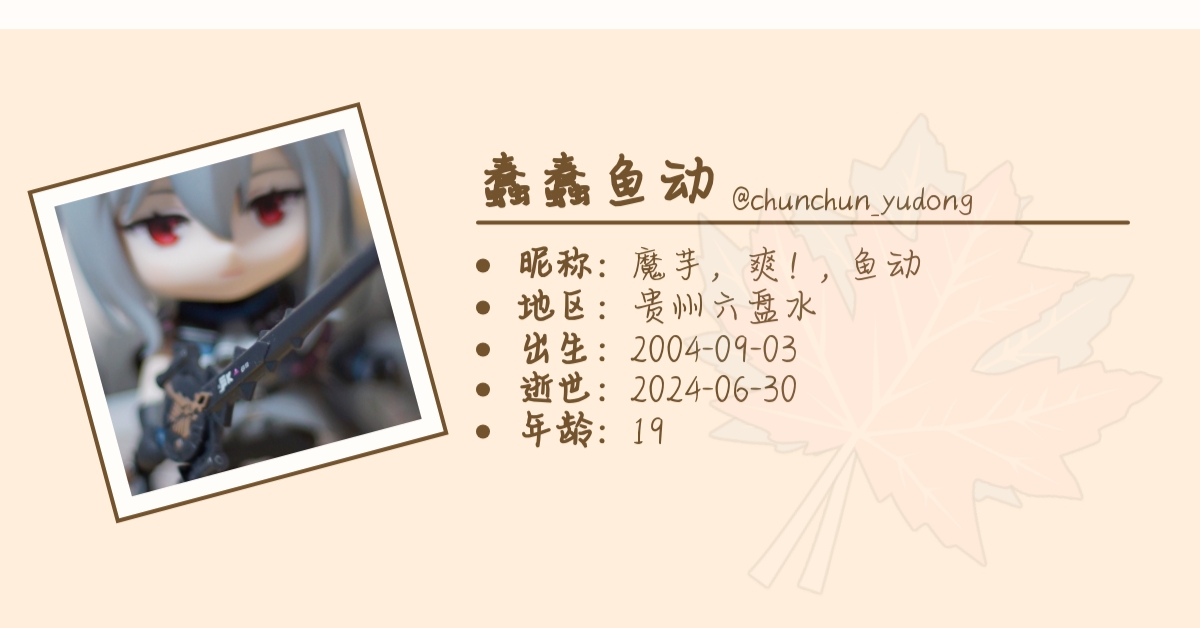 蠢蠢鱼动 @chunchun_yudong
• 昵称：魔芋，爽！，鱼动
• 地区：贵州六盘水
• 出生：2004-09-03
• 逝世：2024-06-30
• 年龄：19